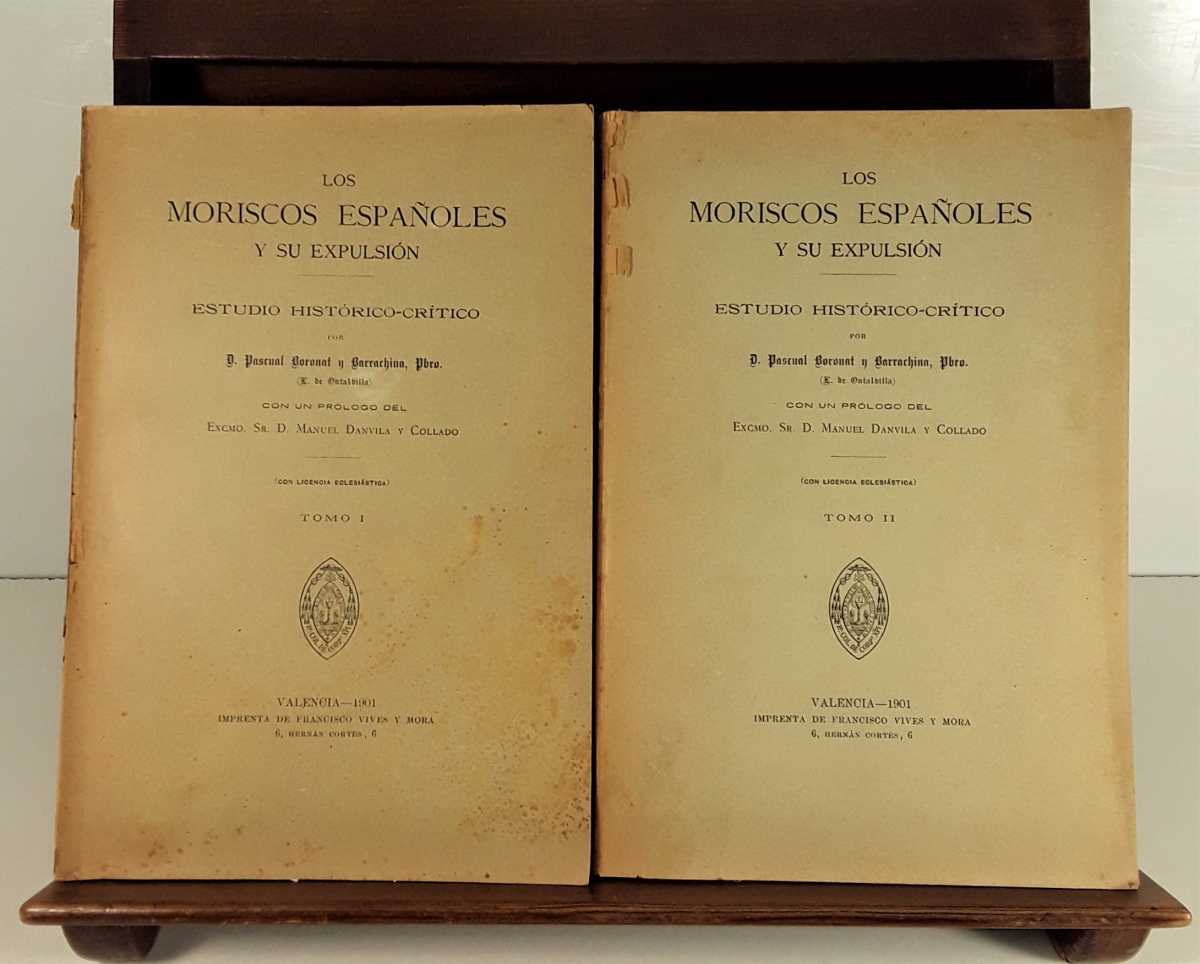 LOS
MORISCOS ESPAÑOLES
Y SU EXPULSIÓN
ESTUDIO HISTÓRICO-CRÍTICO
POR
D. Pascual Boronat y Barrachina, Pbro.
(K. de Ontalvilla)
CON UN PRÓLOGO DEL
EXCMO. SR. D. MANUEL DANVILA Y COLLADO
(CON LICENCIA ECLESIÁSTICA)
TOMO I
VALENCIA—1901
IMPRENTA DE FRANCISCO VIVES Y MORA
6, HERNÁN CORTÉS, 6
LOS
MORISCOS ESPAÑOLES
Y SU EXPULSIÓN
ESTUDIO HISTÓRICO-CRÍTICO
POR
D. Pascual Boronat y Barrachina, Pbro.
(K. de Ontalvilla)
CON UN PRÓLOGO DEL
EXCMO. SR. D. MANUEL DANVILA Y COLLADO
(CON LICENCIA ECLESIÁSTICA)
TOMO II
VALENCIA—1901
IMPRENTA DE FRANCISCO VIVES Y MORA
6, HERNÁN CORTÉS, 6